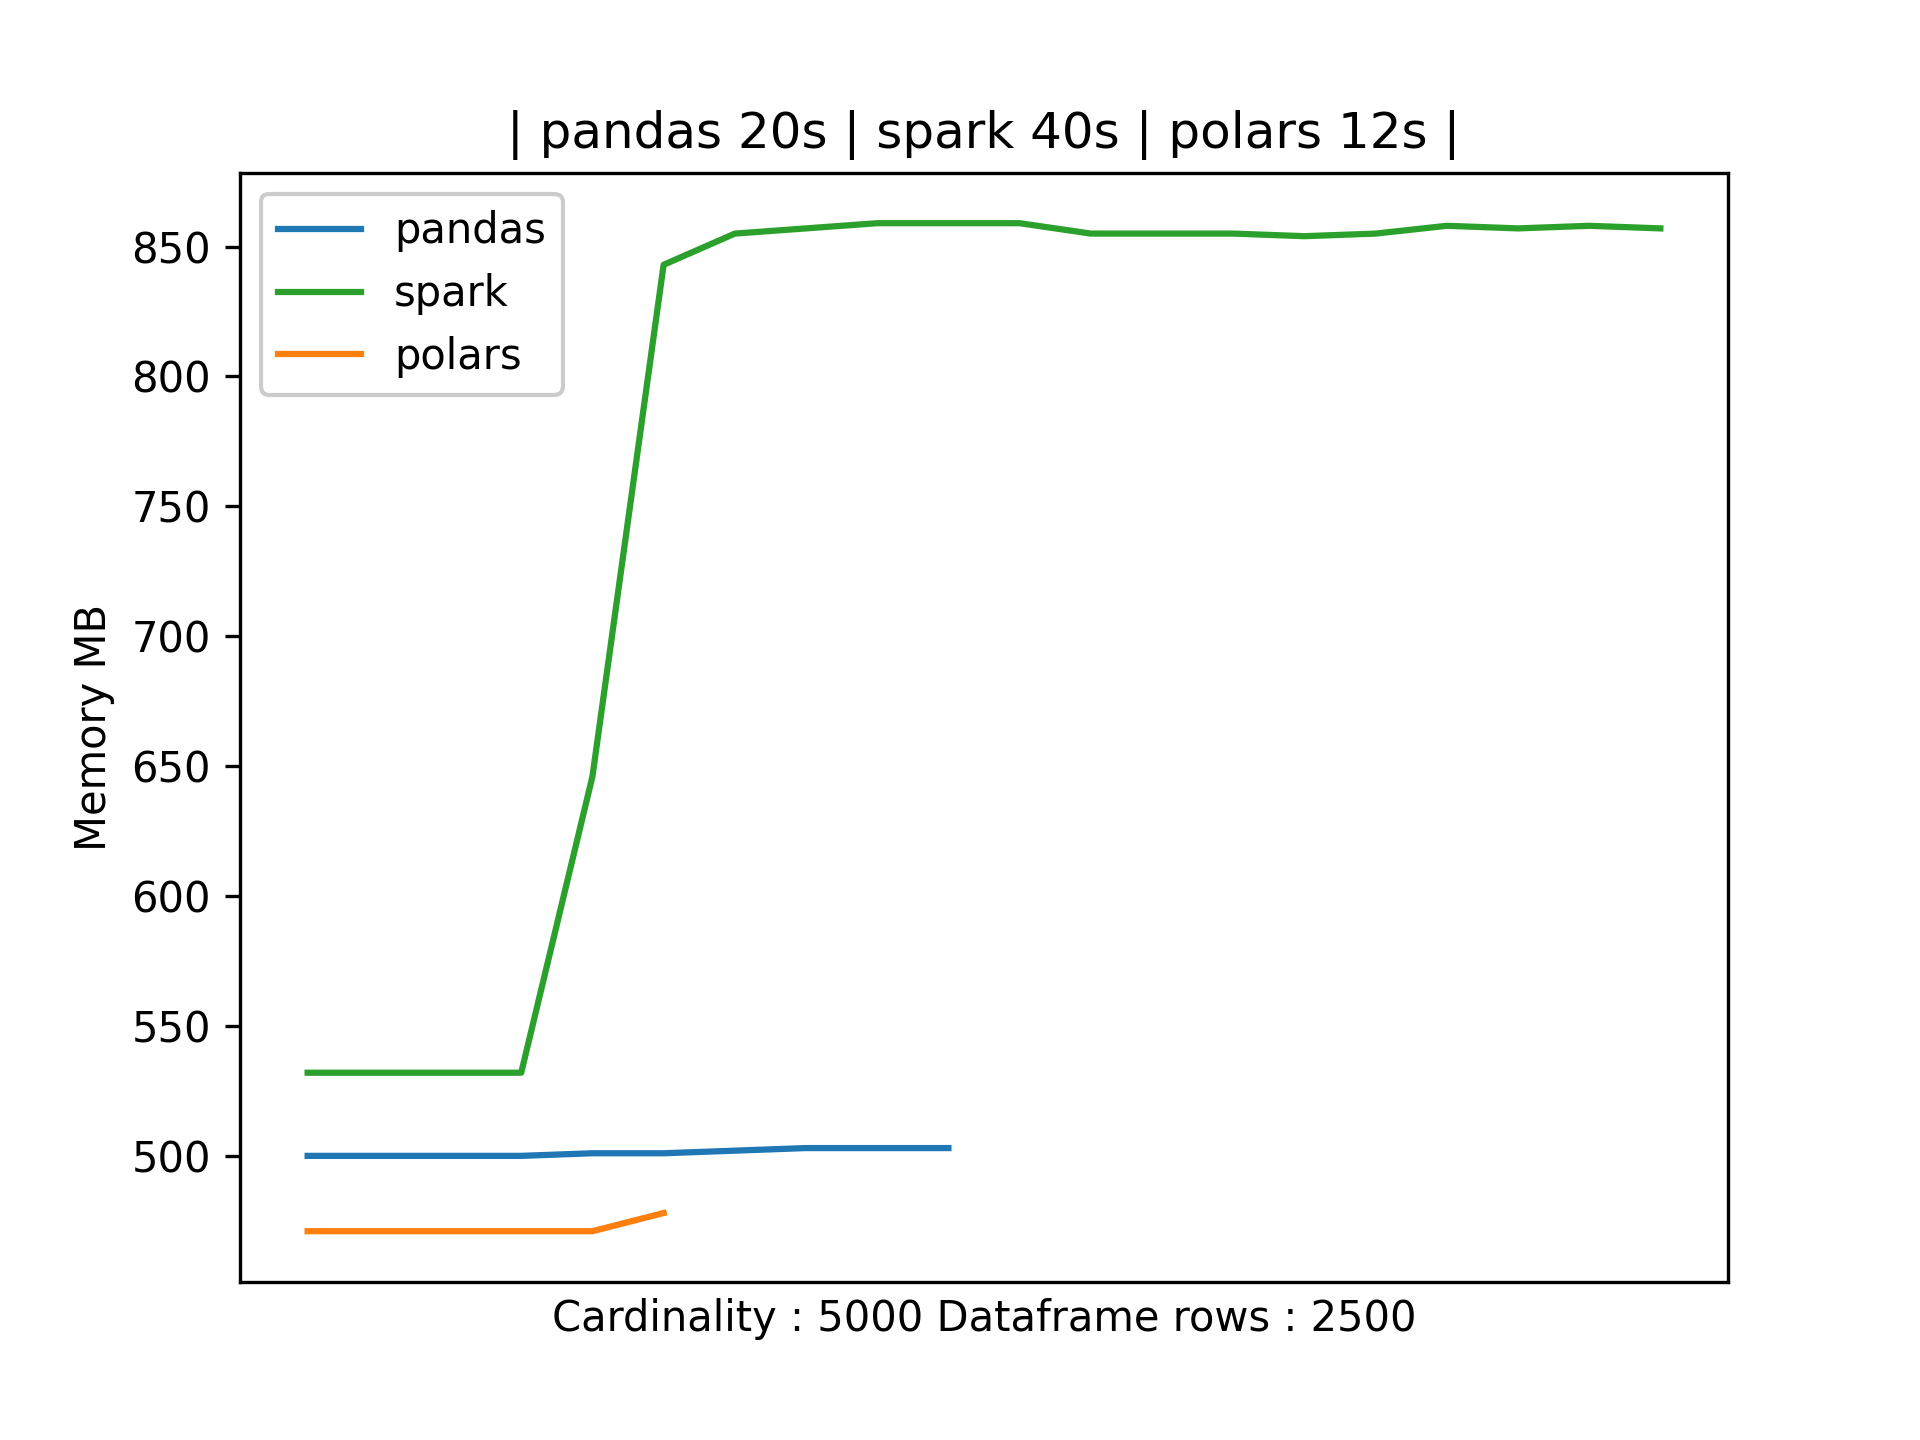 | pandas 20s | spark 40s | polars 12s |
pandas
spark
polars
850
800
750
700
650
600
550
500
Memory MB
Cardinality : 5000 Dataframe rows : 2500